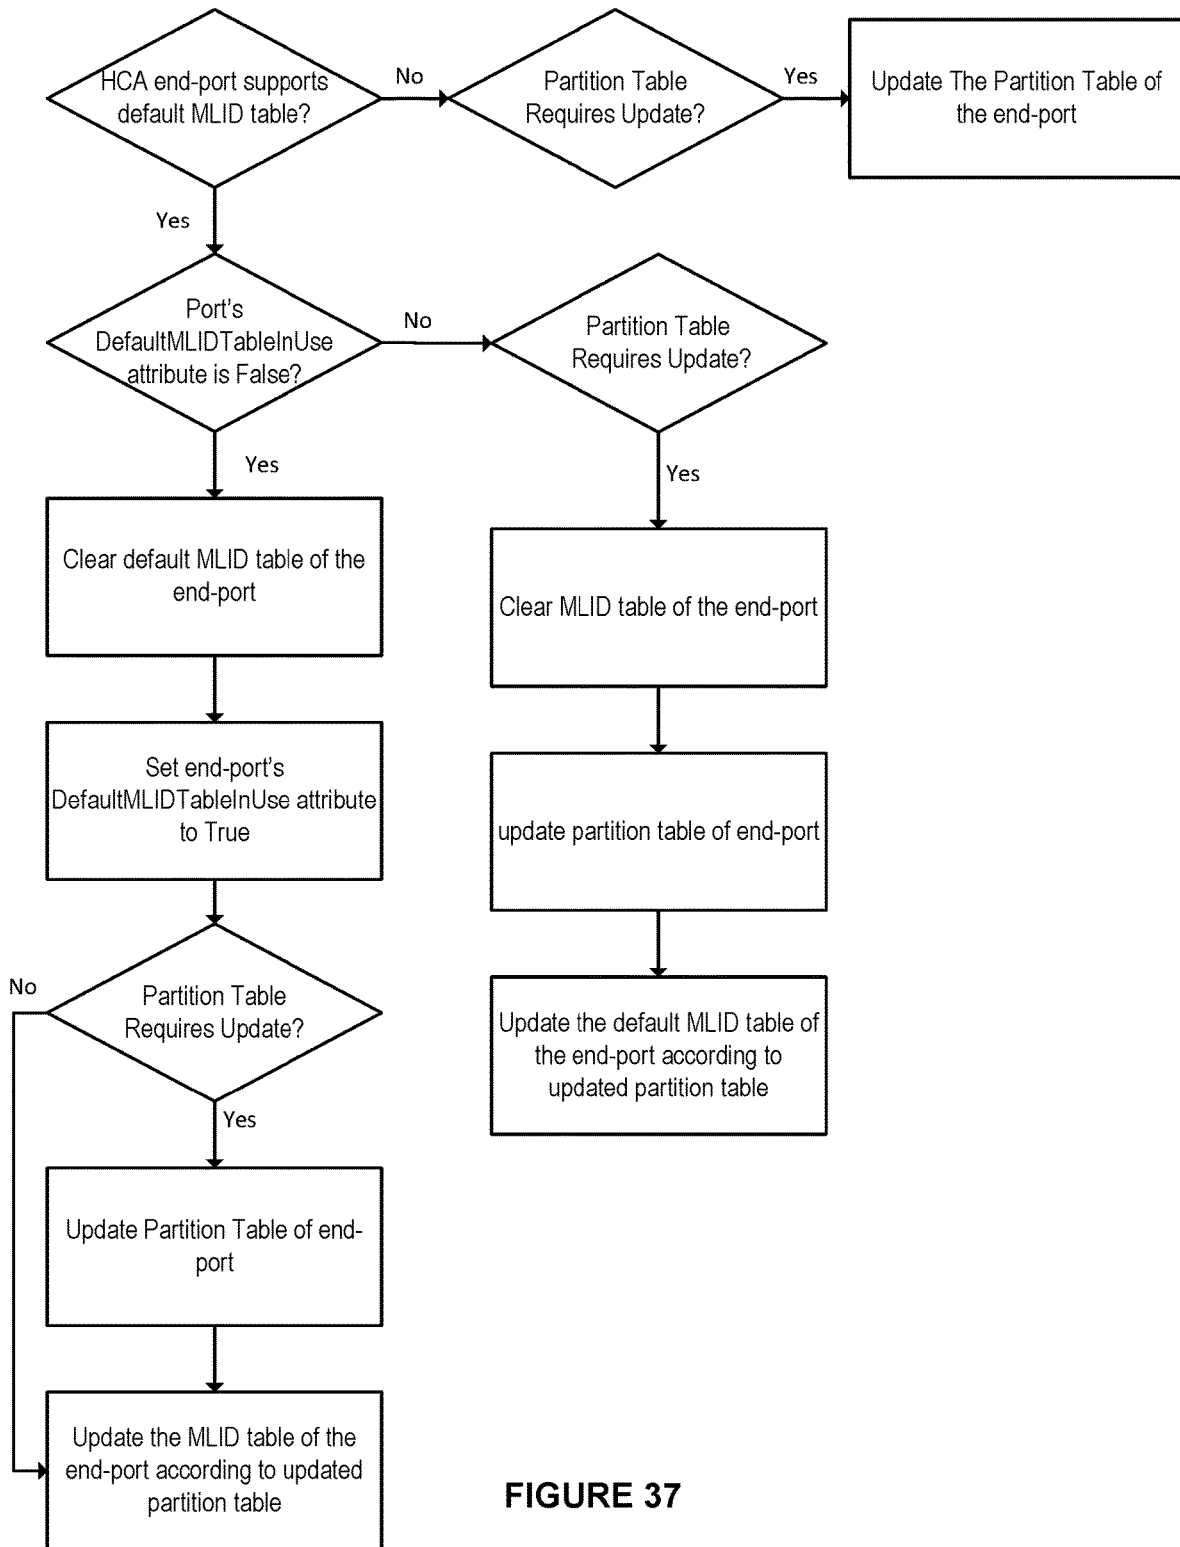 HCA end-port supports
default MLID table?
No
Partition Table
Requires Update?
Yes
Update The Partition Table of
the end-port
Yes
Port's
DefaultMLIDTableInUse
attribute is False?
No
Partition Table
Requires Update?
Yes
Yes
Clear default MLID table of the
end-port
Clear MLID table of the end-port
Set end-port's
DefaultMLIDTableInUse attribute
to True
update partition table of end-port
No
Partition Table
Requires Update?
Update the default MLID table of
the end-port according to
updated partition table
Yes
Update Partition Table of end-
port
Update the MLID table of the
end-port according to updated
partition table
FIGURE 37